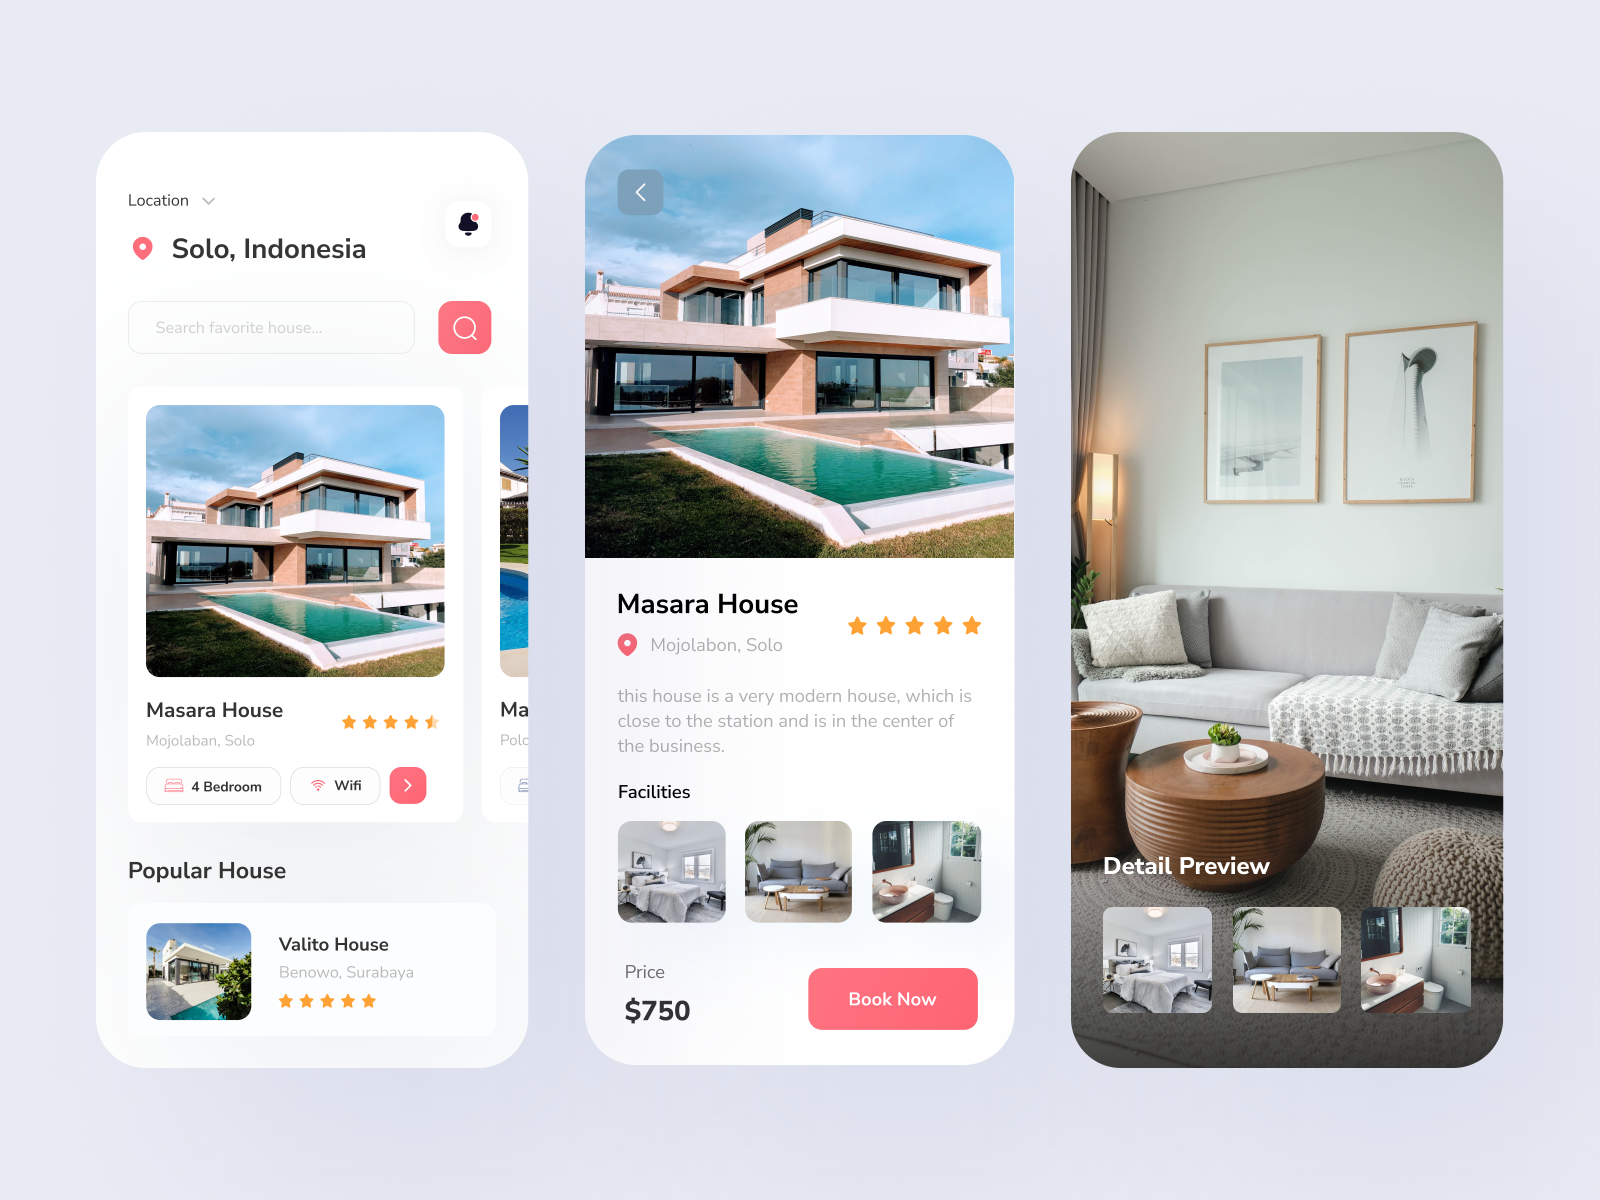 Location
Solo, Indonesia
Search favorite house...
Masara House
Mojolaban, Solo
4 Bedroom
Wifi
Ma
Polo
Popular House
Valito House
Benowo, Surabaya
Masara House
Mojolabon, Solo
this house is a very modern house, which is
close to the station and is in the center of
the business.
Facilities
Price
$750
Book Now
Detail Preview